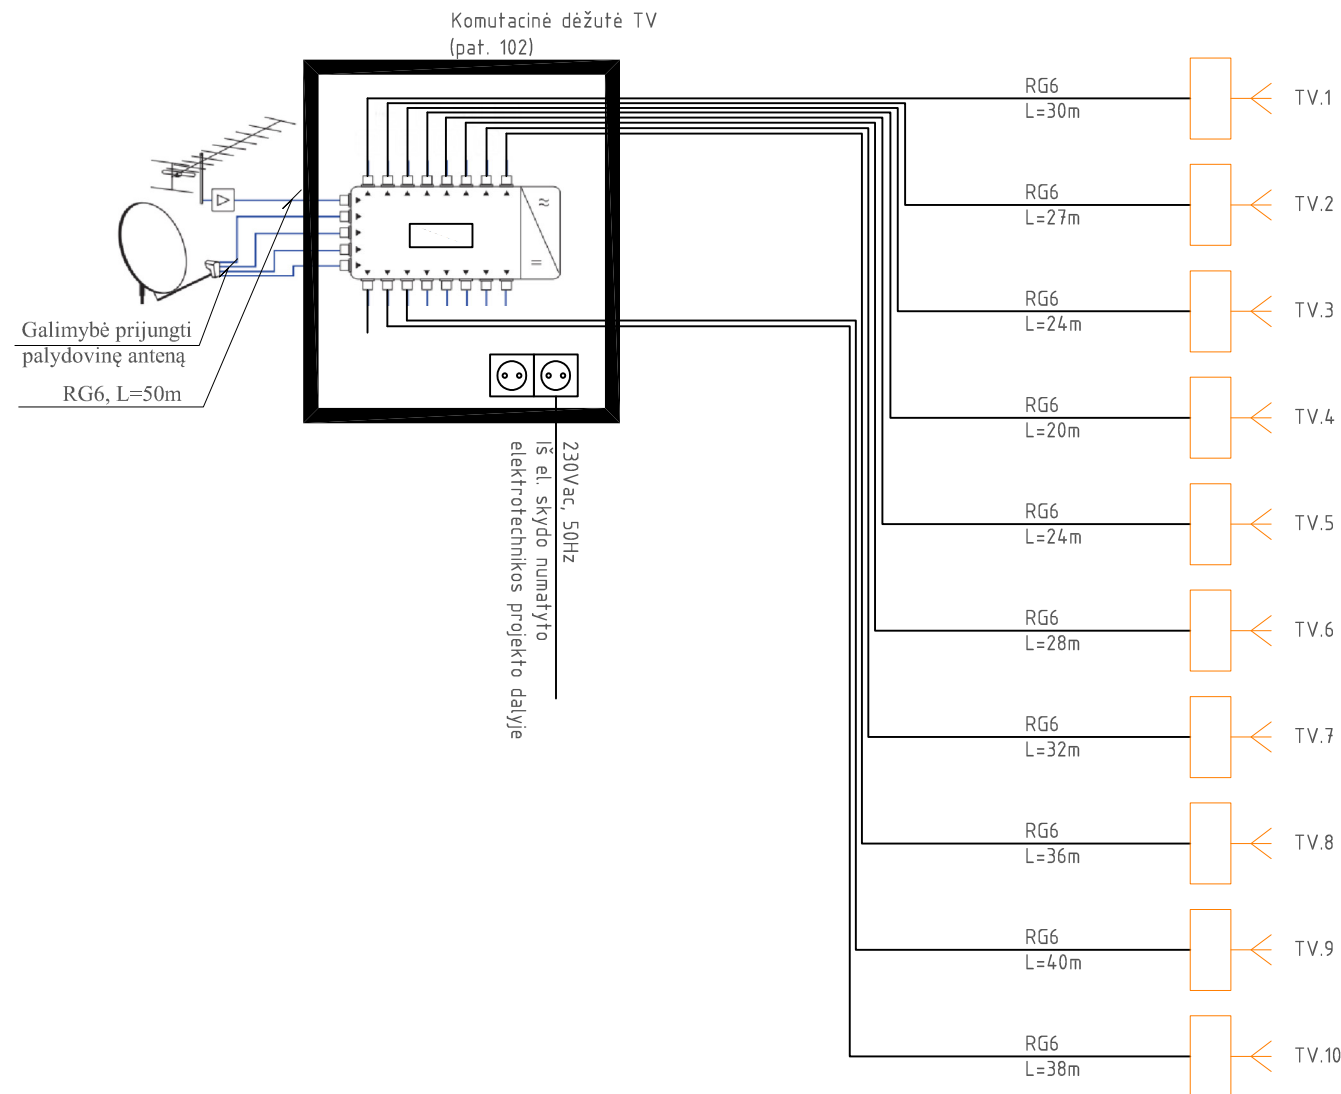 Komutacinė dėžutė TV
(pat. 102)
RG6
L=30m
TV.1
RG6
L=27m
TV.2
RG6
L=24m
TV.3
Galimybė prijungti
palydovinę anteną
RG6, L=50m
RG6
L=20m
TV.4
230Vac, 50Hz
Iš el. skydo numatyto
elektrotechnikos projekto dalyje
RG6
L=24m
TV.5
RG6
L=28m
TV.6
RG6
L=32m
TV.7
RG6
L=36m
TV.8
RG6
L=40m
TV.9
RG6
L=38m
TV.10